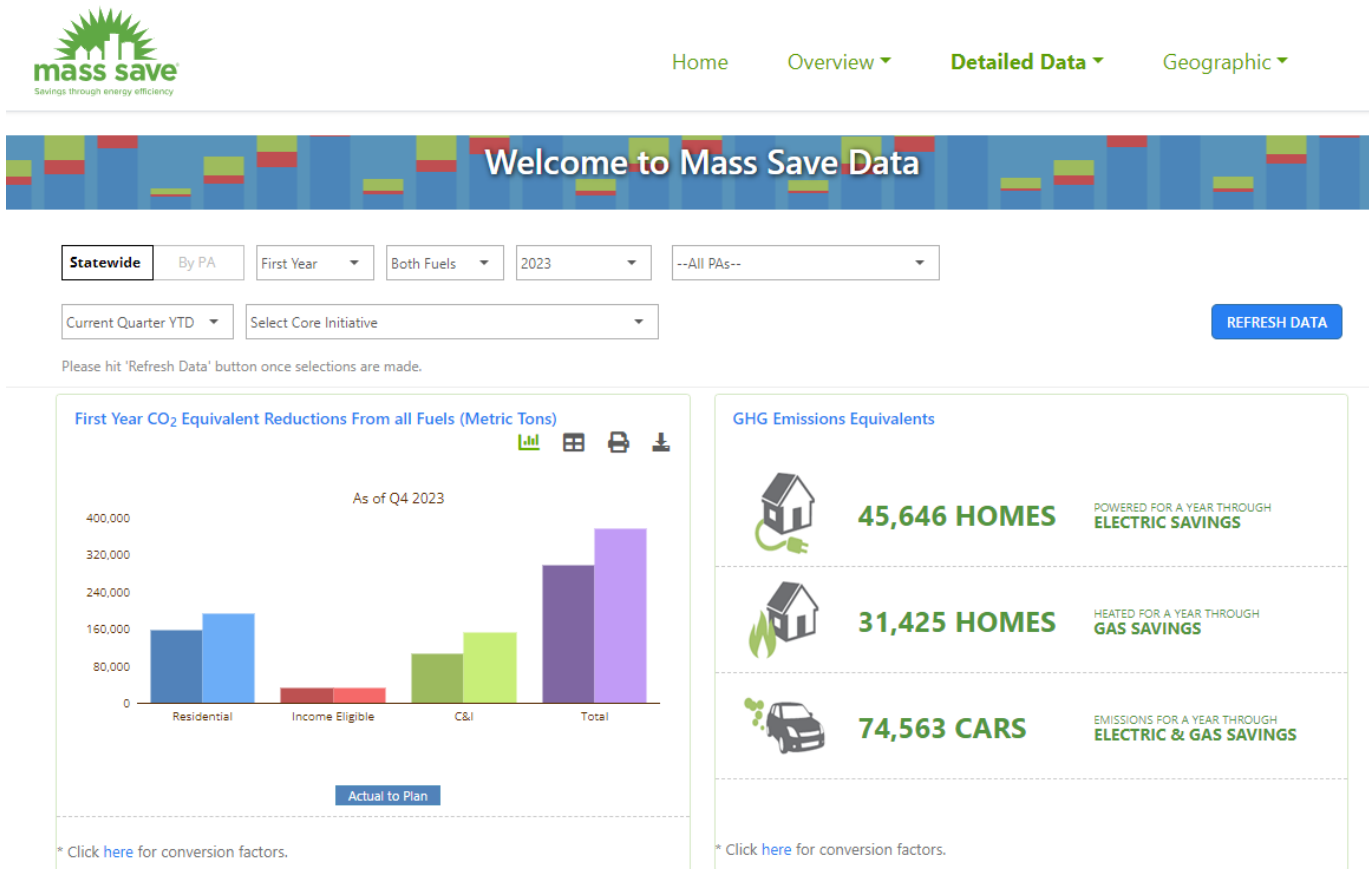 mass save
Savings through energy efficiency
Home Overview Detailed Data Geographic
Welcome to Mass Save Data
Statewide By PA First Year Both Fuels 2023 --All PAs--
Current Quarter YTD Select Core Initiative REFRESH DATA
Please hit 'Refresh Data' button once selections are made.
First Year CO2 Equivalent Reductions From all Fuels (Metric Tons)
As of Q4 2023
400,000
320,000
240,000
160,000
80,000
0
Residential Income Eligible C&I Total
Actual to Plan
* Click here for conversion factors.
GHG Emissions Equivalents
45,646 HOMES
POWERED FOR A YEAR THROUGH
ELECTRIC SAVINGS
31,425 HOMES
HEATED FOR A YEAR THROUGH
GAS SAVINGS
74,563 CARS
EMISSIONS FOR A YEAR THROUGH
ELECTRIC & GAS SAVINGS
* Click here for conversion factors.